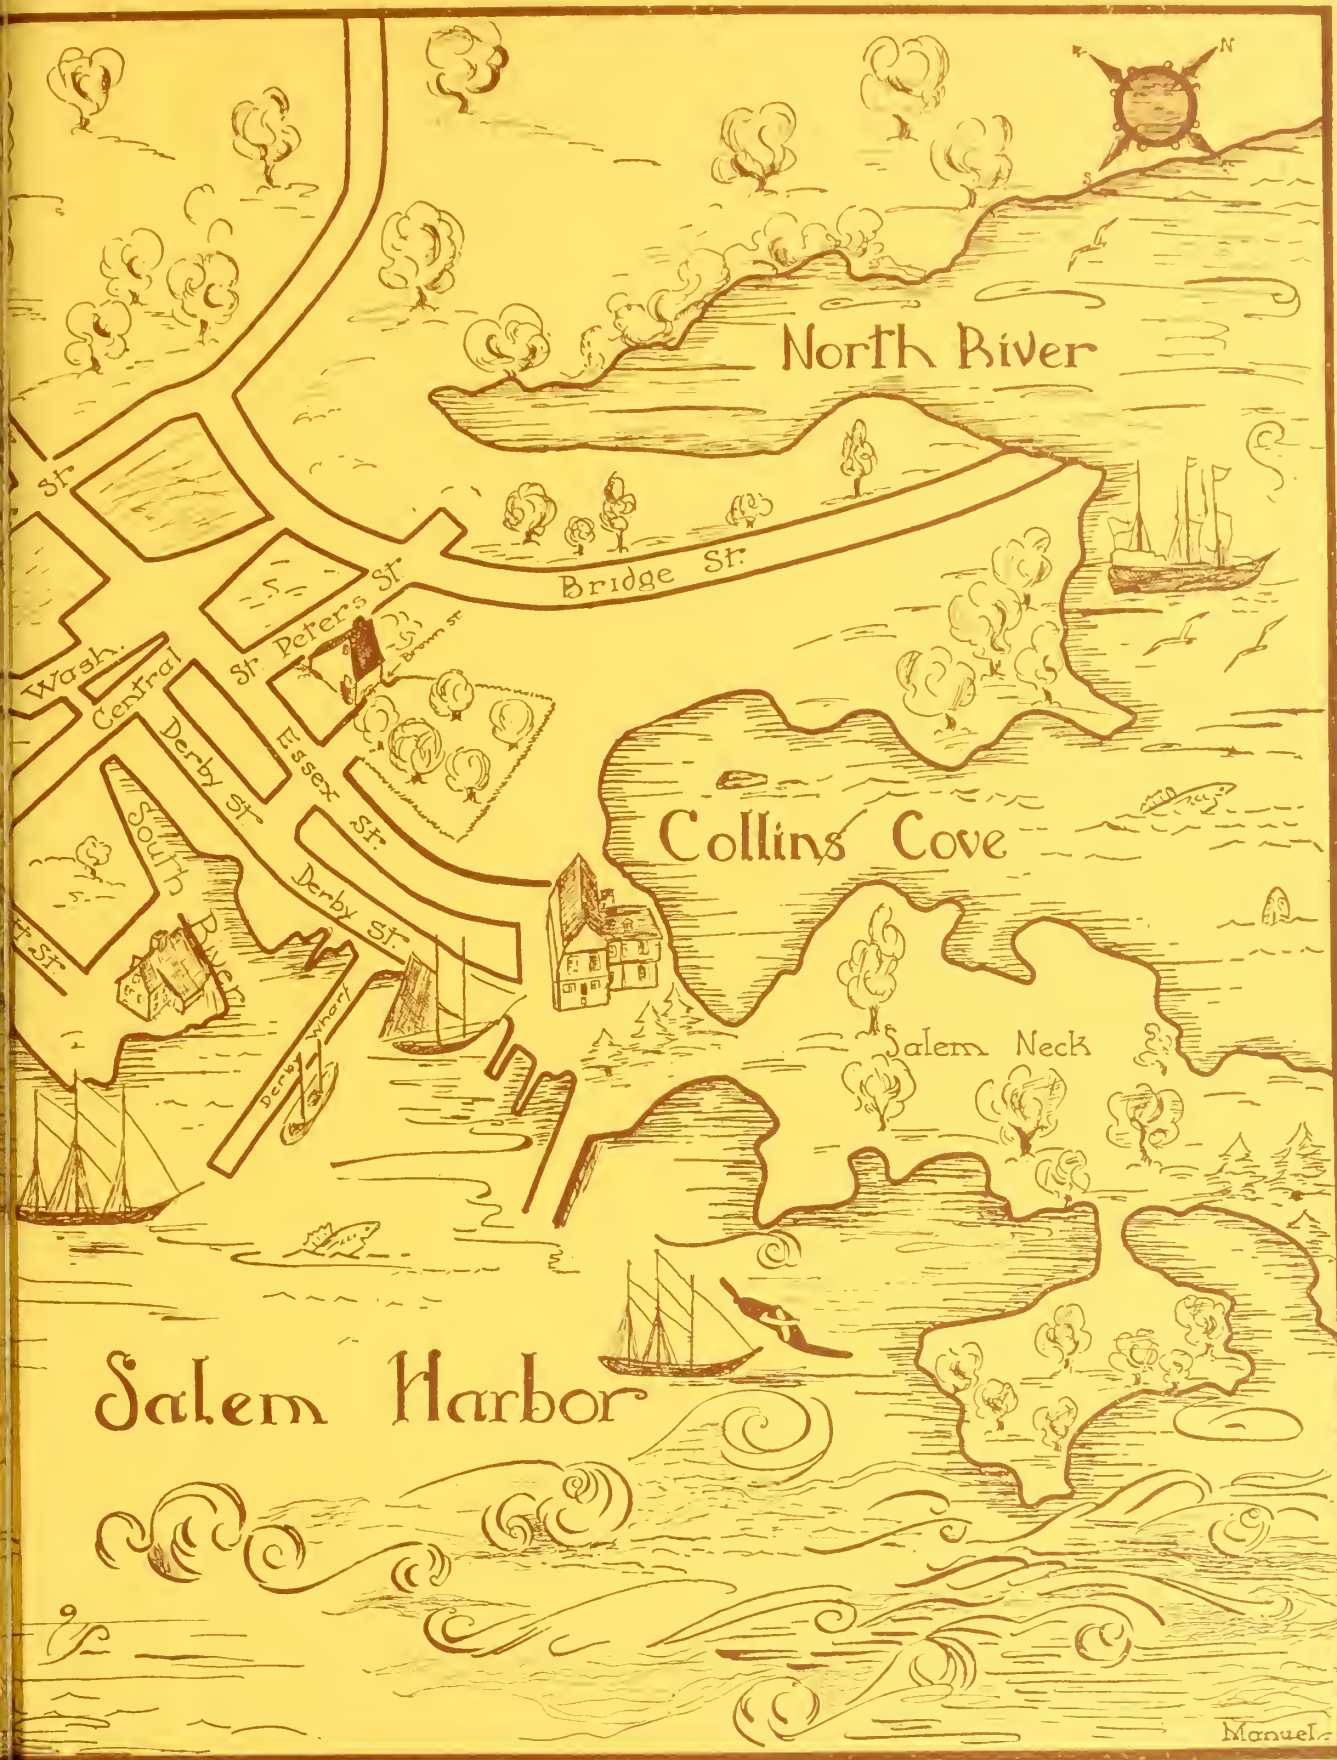 N
S
North River
St.
Bridge St.
St. Peters St.
Brown St.
Wash.
Central
Derby St.
Essex St.
South River
Derby St.
Collins Cove
St.
Derby Wharf
Salem Neck
Salem Harbor
Manuel